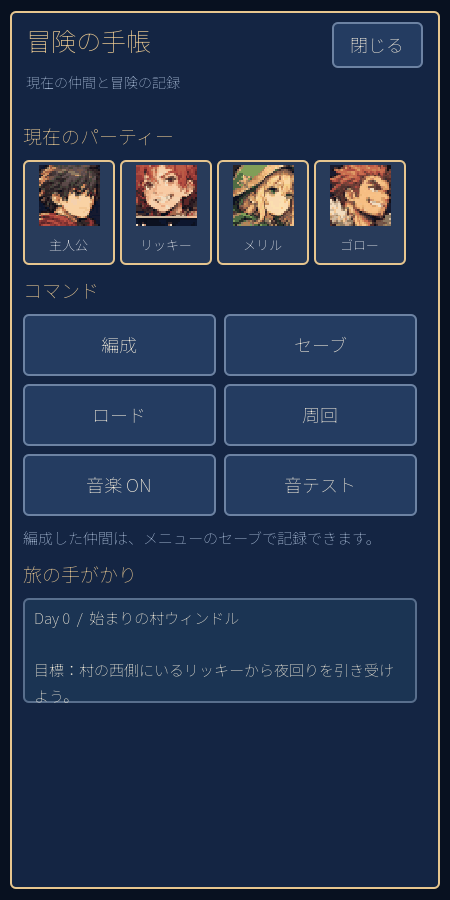 冒険の手帳
閉じる
現在の仲間と冒険の記録
現在のパーティー
主人公
リッキー
メリル
ゴロー
コマンド
編成
セーブ
ロード
周回
音楽 ON
音テスト
編成した仲間は、メニューのセーブで記録できます。
旅の手がかり
Day 0 / 始まりの村ウィンドル
目標：村の西側にいるリッキーから夜回りを引き受け
よう。